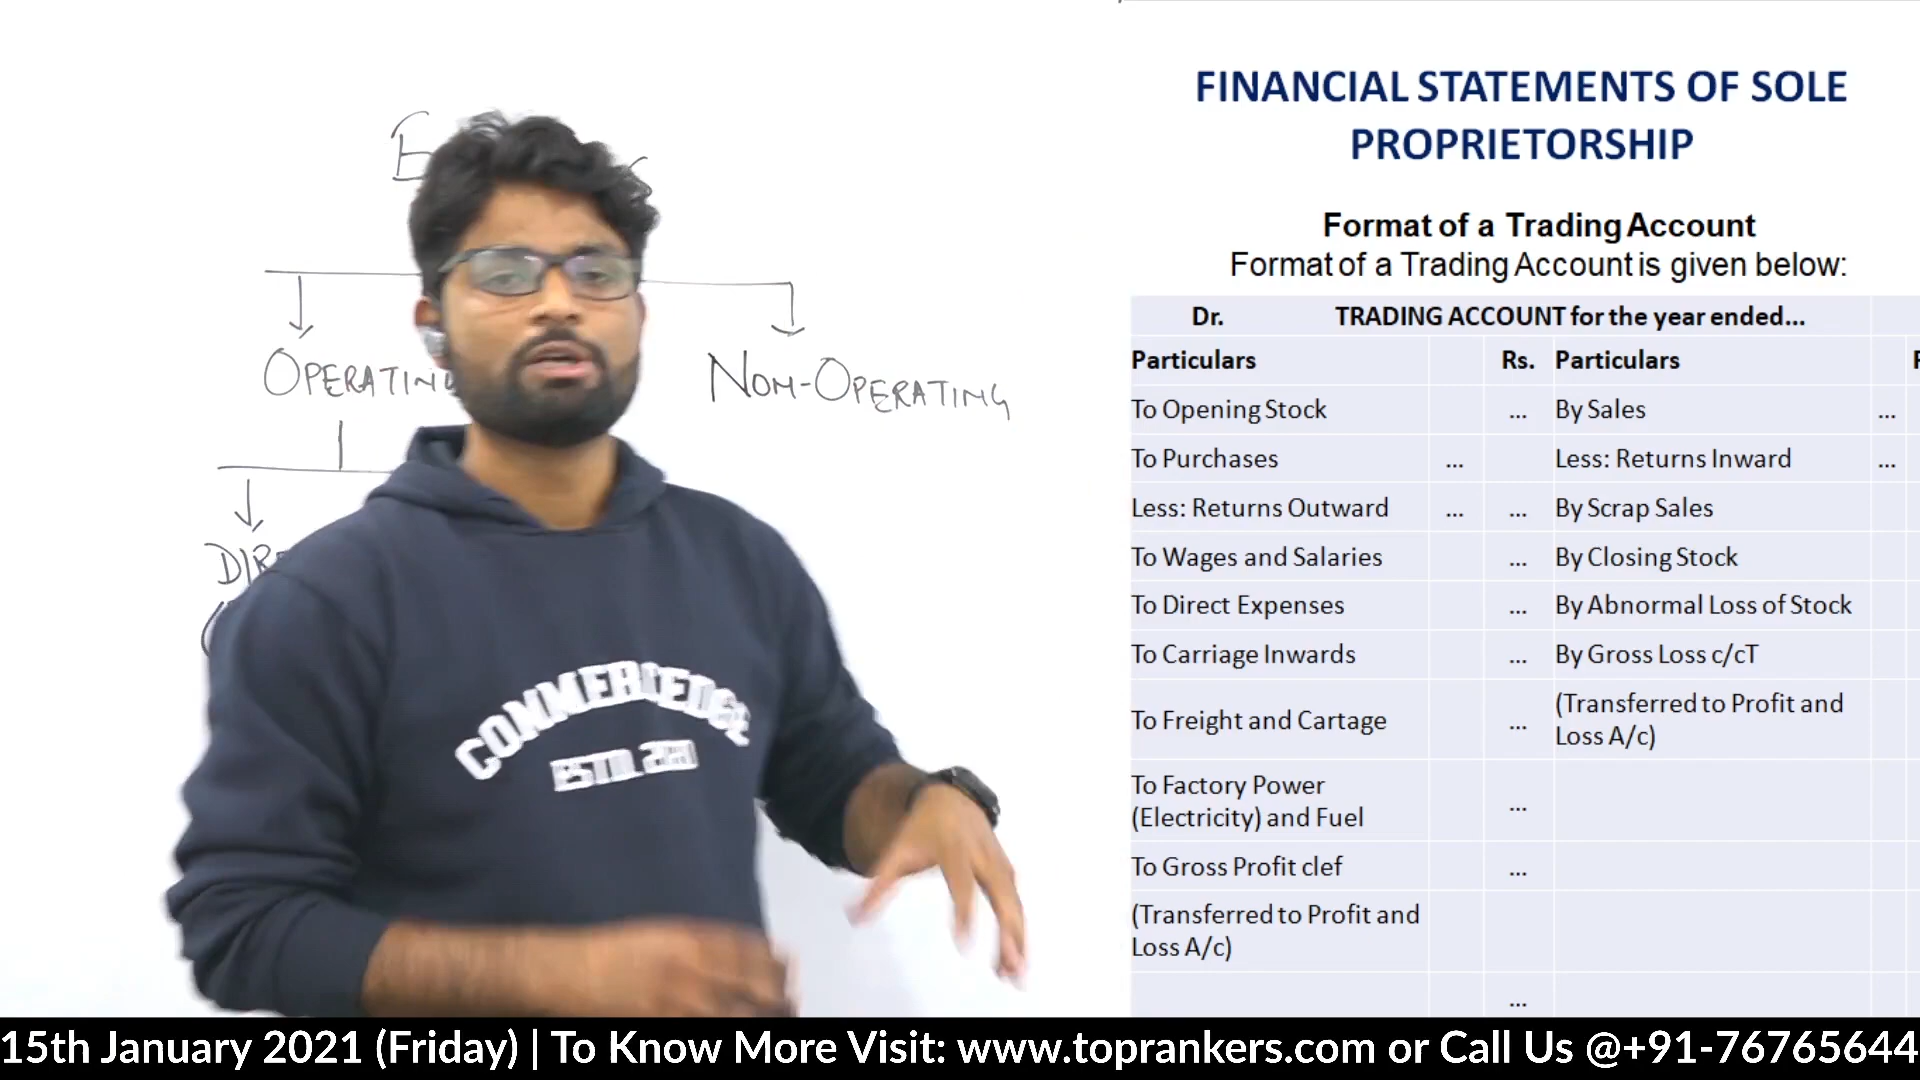 OPERATING
NON-OPERATING
COMMERCEDGE
FINANCIAL STATEMENTS OF SOLE
PROPRIETORSHIP
Format of a Trading Account
Format of a Trading Account is given below:
Dr. TRADING ACCOUNT for the year ended...
Particulars Rs. Particulars
To Opening Stock ... By Sales ...
To Purchases ... Less: Returns Inward ...
Less: Returns Outward ... ... By Scrap Sales
To Wages and Salaries ... By Closing Stock
To Direct Expenses ... By Abnormal Loss of Stock
To Carriage Inwards ... By Gross Loss c/cT
To Freight and Cartage ... (Transferred to Profit and
Loss A/c)
To Factory Power
(Electricity) and Fuel ...
To Gross Profit clef ...
(Transferred to Profit and
Loss A/c)
...
15th January 2021 (Friday) | To Know More Visit: www.toprankers.com or Call Us @+91-76765644